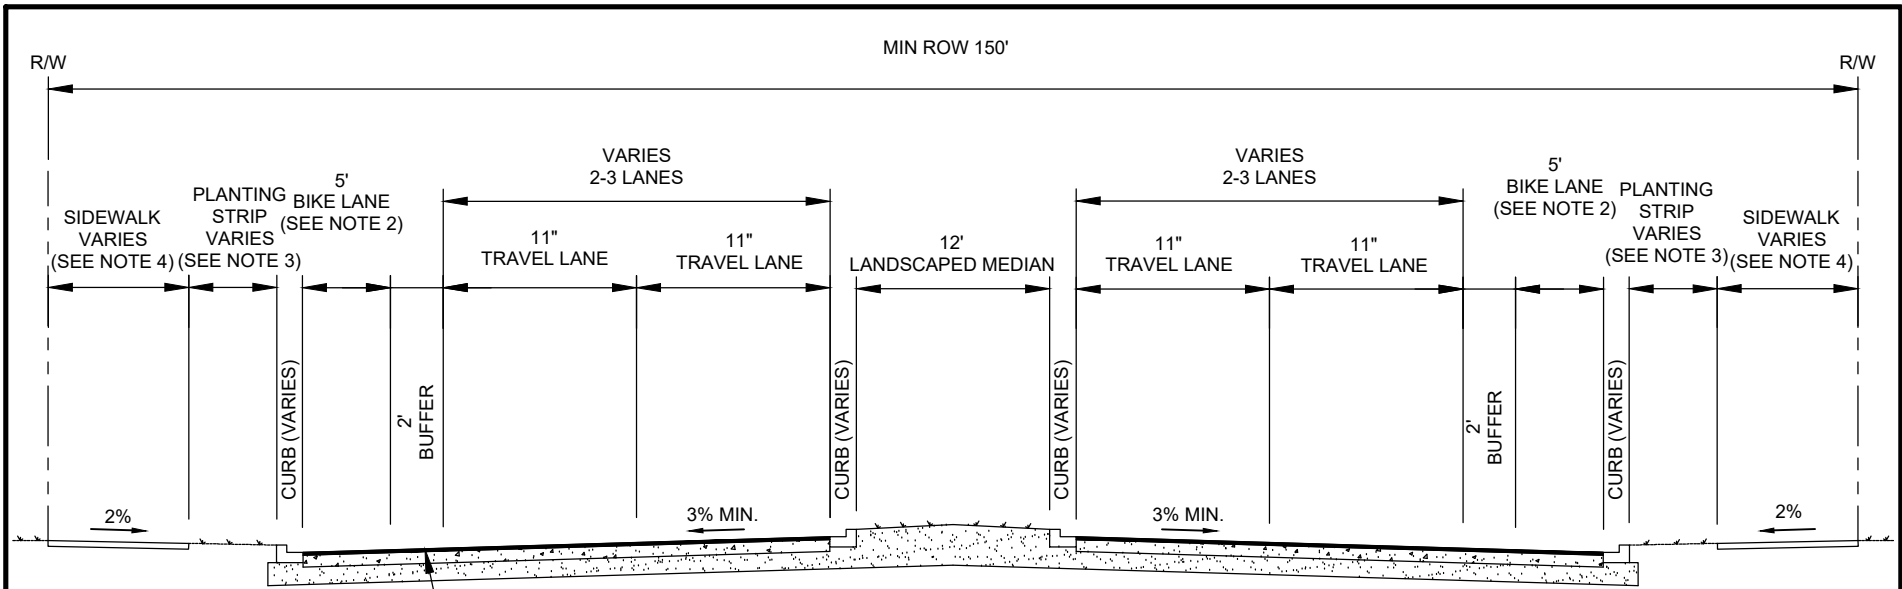 MIN ROW 150'
R/W
R/W
VARIES
2-3 LANES
VARIES
2-3 LANES
SIDEWALK
VARIES
(SEE NOTE 4)
PLANTING
STRIP
VARIES
(SEE NOTE 3)
5'
BIKE LANE
(SEE NOTE 2)
11"
TRAVEL LANE
11"
TRAVEL LANE
12'
LANDSCAPED MEDIAN
11"
TRAVEL LANE
11"
TRAVEL LANE
5'
BIKE LANE
(SEE NOTE 2)
PLANTING
STRIP
VARIES
(SEE NOTE 3)
SIDEWALK
VARIES
(SEE NOTE 4)
CURB (VARIES)
2'
BUFFER
CURB (VARIES)
CURB (VARIES)
2'
BUFFER
CURB (VARIES)
2%
3% MIN.
3% MIN.
2%